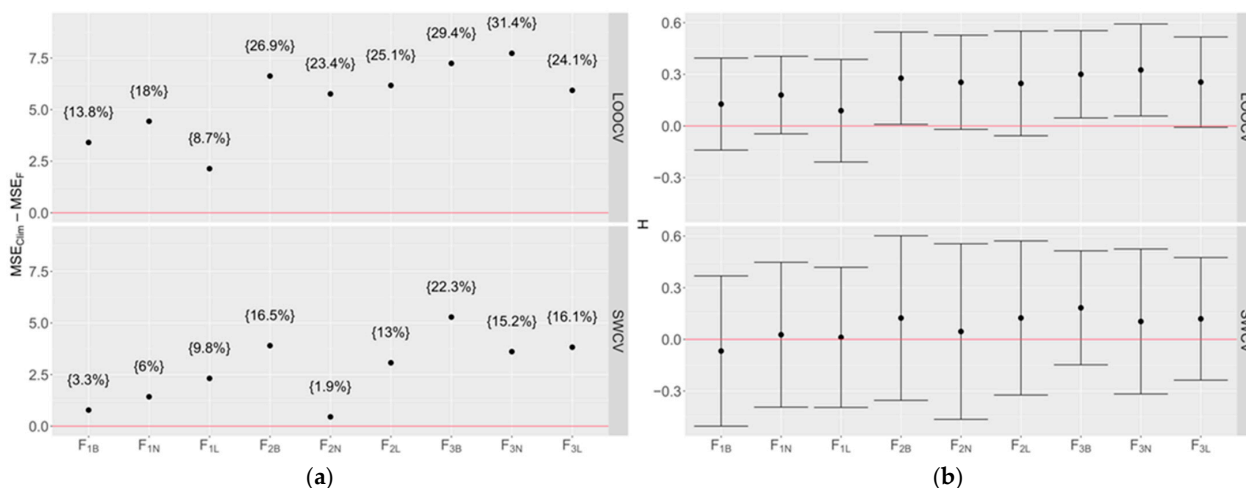 {13.8%} {18%} {8.7%} {26.9%} {23.4%} {25.1%} {29.4%} {31.4%} {24.1%}
7.5
5.0
2.5
0.0
LOOCV
MSE_Clim − MSE_F
{3.3%} {6%} {9.8%} {16.5%} {1.9%} {13%} {22.3%} {15.2%} {16.1%}
7.5
5.0
2.5
0.0
SWCV
F1B F1N F1L F2B F2N F2L F3B F3N F3L
(a)
0.6
0.3
0.0
−0.3
LOOCV
H
0.6
0.3
0.0
−0.3
SWCV
F1B F1N F1L F2B F2N F2L F3B F3N F3L
(b)